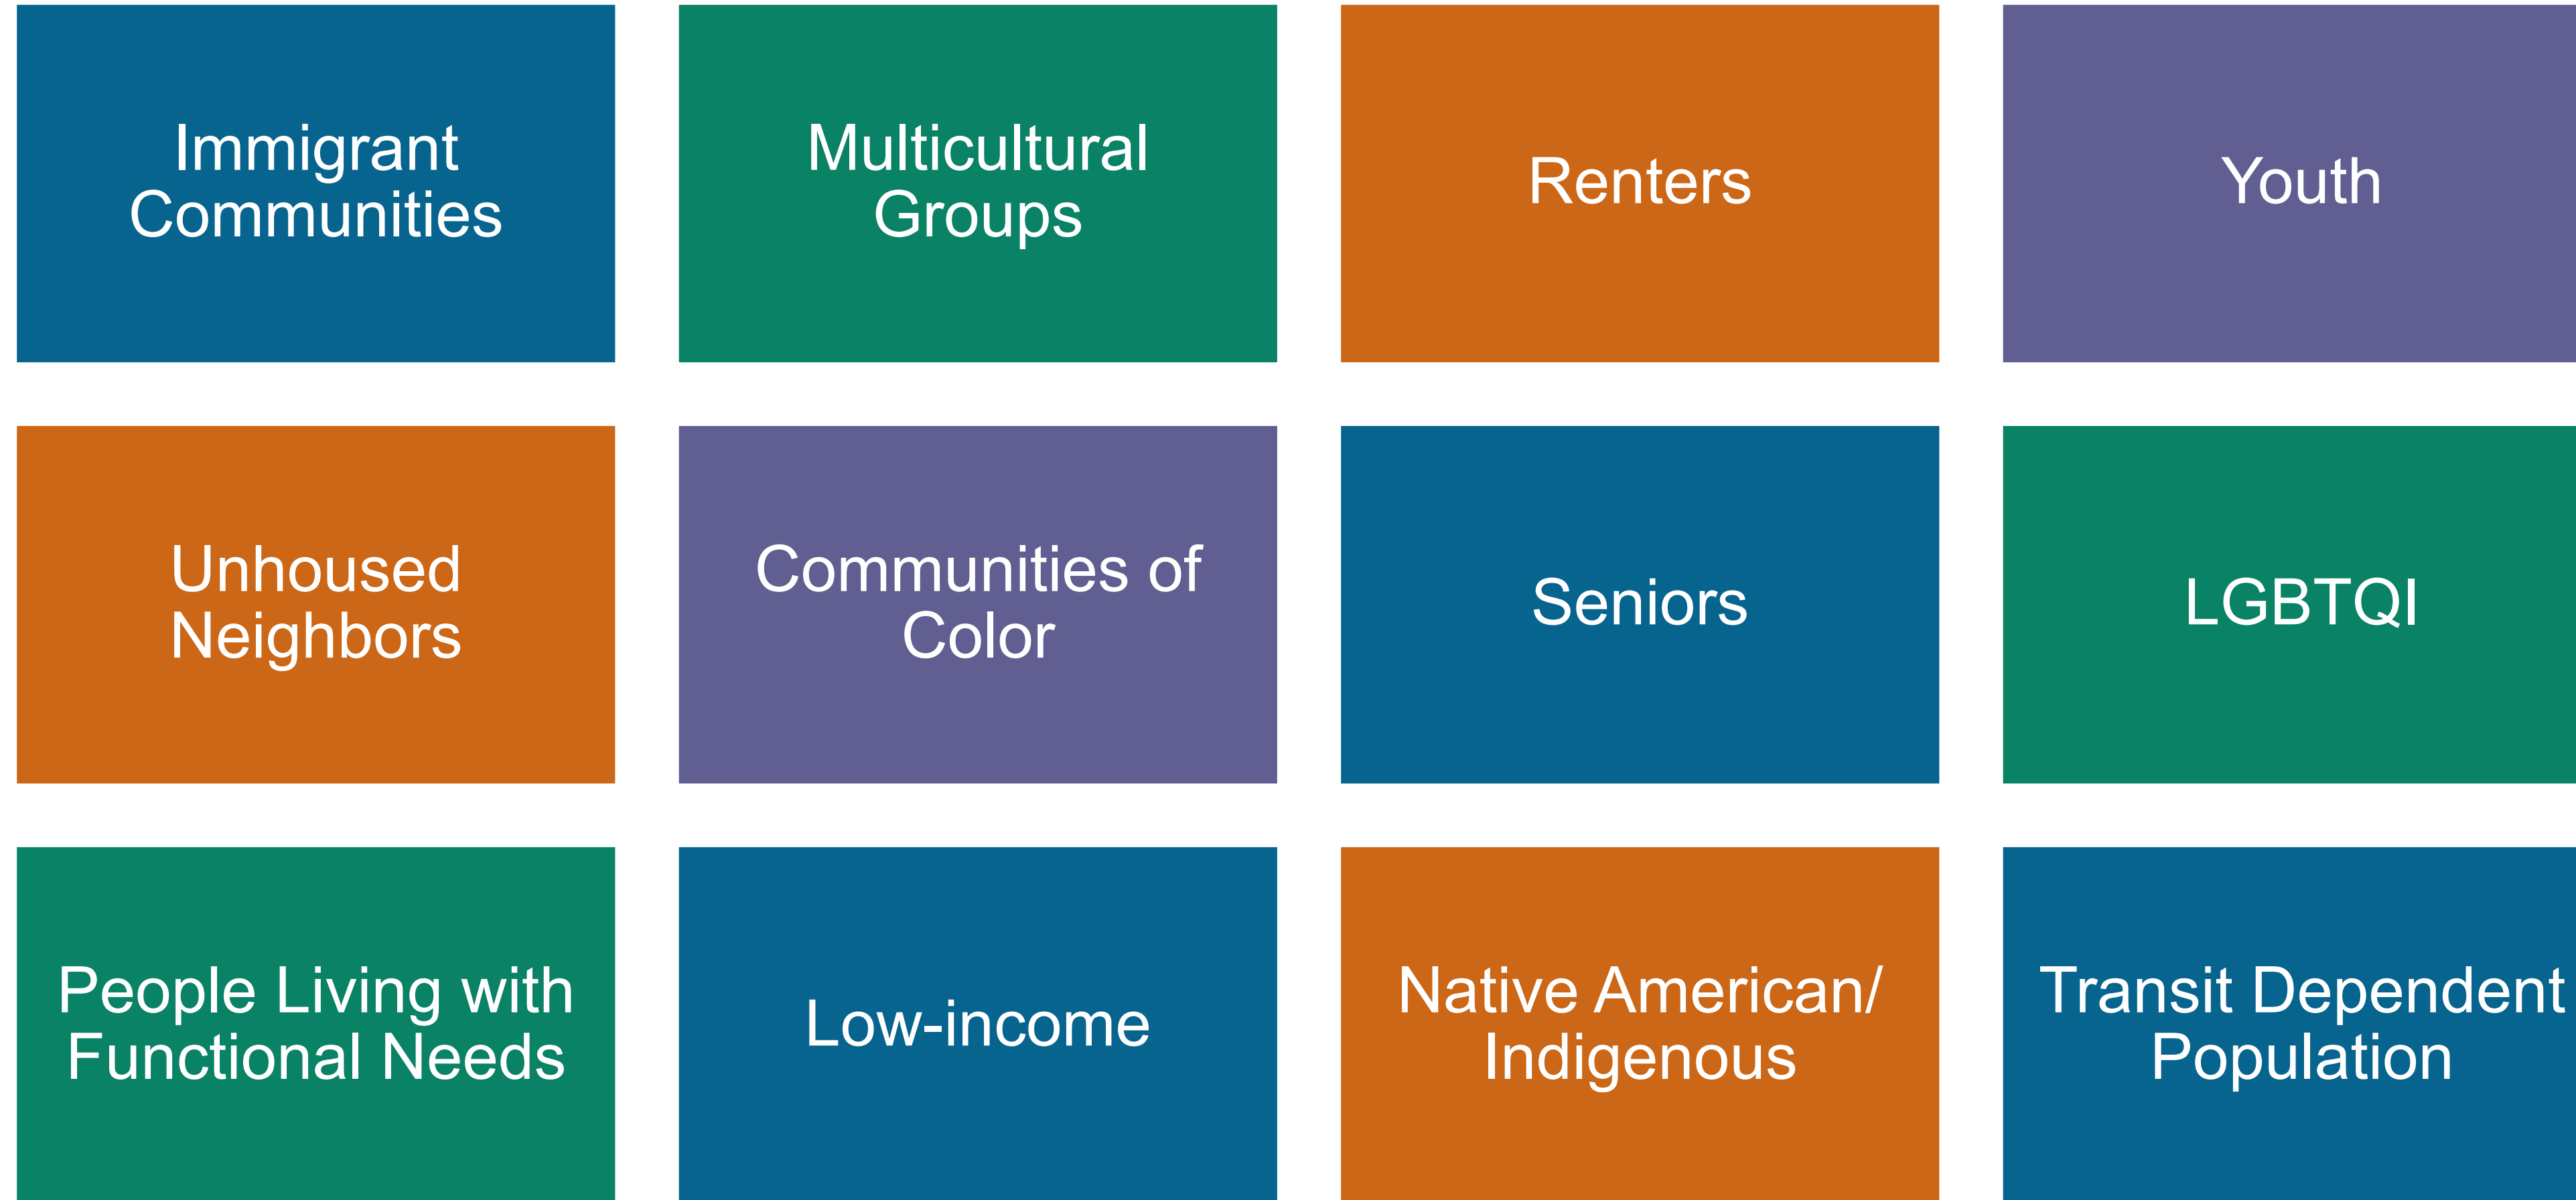 Immigrant
Communities
Multicultural
Groups
Renters
Youth
Unhoused
Neighbors
Communities of
Color
Seniors
LGBTQI
People Living with
Functional Needs
Low-income
Native American/
Indigenous
Transit Dependent
Population